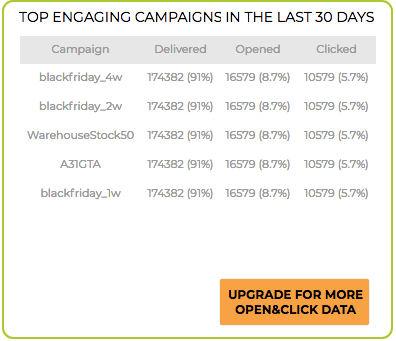 TOP ENGAGING CAMPAIGNS IN THE LAST 30 DAYS
Campaign Delivered Opened Clicked
blackfriday_4w 174382 (91%) 16579 (8.7%) 10579 (5.7%)
blackfriday_2w 174382 (91%) 16579 (8.7%) 10579 (5.7%)
WarehouseStock50 174382 (91%) 16579 (8.7%) 10579 (5.7%)
A31GTA 174382 (91%) 16579 (8.7%) 10579 (5.7%)
blackfriday_1w 174382 (91%) 16579 (8.7%) 10579 (5.7%)
UPGRADE FOR MORE
OPEN&CLICK DATA